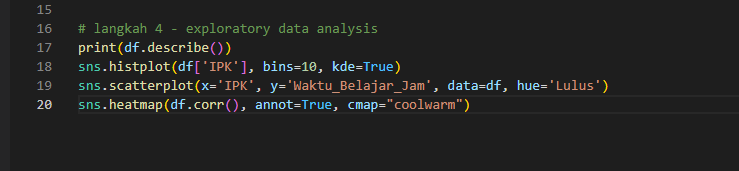 15
16 # langkah 4 - exploratory data analysis
17 print(df.describe())
18 sns.histplot(df['IPK'], bins=10, kde=True)
19 sns.scatterplot(x='IPK', y='Waktu_Belajar_Jam', data=df, hue='Lulus')
20 sns.heatmap(df.corr(), annot=True, cmap="coolwarm")